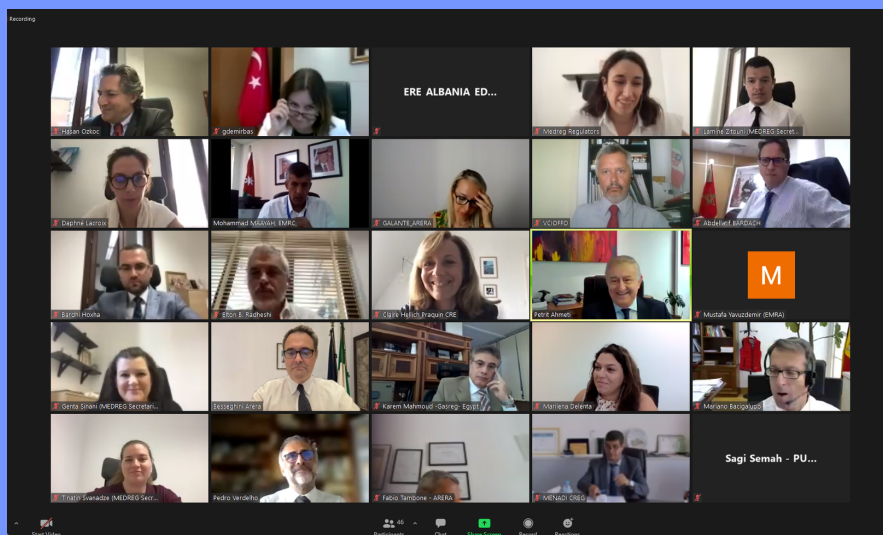 Recording
Hasan Ozkoc
gdemirbas
ERE ALBANIA ED...
Medreg Regulators
Lamine Zitouni (MEDREG Secret...
Daphne Lacroix
Mohammad MAAYAH, EMRC,
GALANTE_ARERA
Abdellatif BARDACH
Bardhi Hoxha
Elton B. Radheshi
Claire Hellich Praquin CRE
Petrit Ahmeti
M
Mustafa Yavuzdemir (EMRA)
Genta Sinani (MEDREG Secretari...
Besseghini Arera
Karem Mahmoud -Gasreg- Egypt
Marilena Delenta
Mariano Bacigalupo
Tinatin Svanadze (MEDREG Secr...
Pedro Verdelho
Fabio Tambone - ARERA
MENADI CREG
Sagi Semah - PU...
Start Video
46
Participants
Chat
Share Screen
Record
Reactions